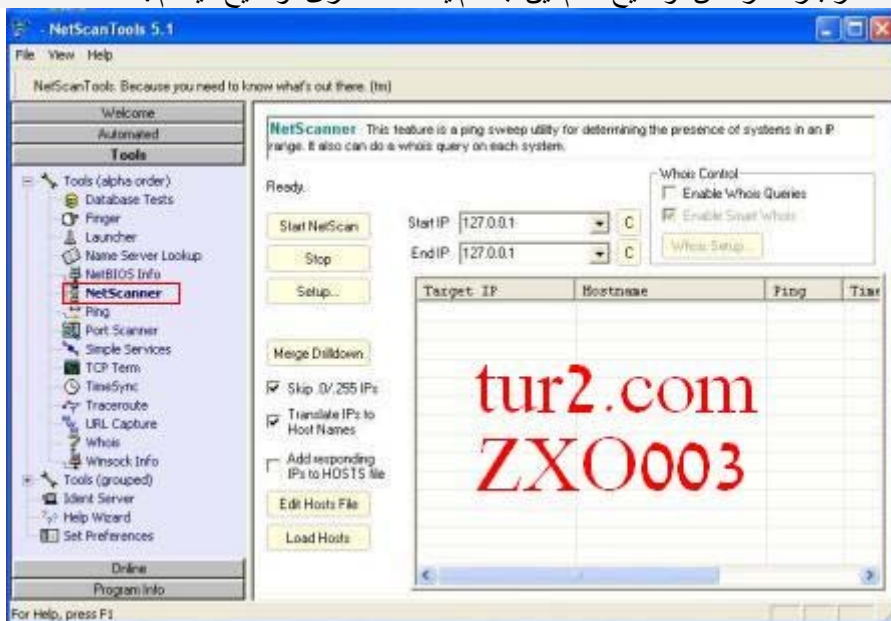 NetScanTools 5.1
File View Help
NetScanTools. Because you need to know what's out there. [tm]
Welcome
Automated
Tools
Tools (alpha order)
Database Tests
Finger
Launcher
Name Server Lookup
NetBIOS Info
NetScanner
Ping
Port Scanner
Simple Services
TCP Term
TimeSync
Traceroute
URL Capture
Whois
Winsock Info
Tools (grouped)
Ident Server
Help Wizard
Set Preferences
Online
Program Info
NetScanner This feature is a ping sweep utility for determining the presence of systems in an IP
range. It also can do a whois query on each system.
Ready.
Start NetScan
Stop
Setup...
Start IP 127.0.0.1 C
End IP 127.0.0.1 C
Whois Control
Enable Whois Queries
Enable Smart Whois
Whois Setup...
Target IP Hostname Ping Time
Merge Drilldown
Skip .0/.255 IPs
Translate IPs to
Host Names
Add responding
IPs to HOSTS file
Edit Hosts File
Load Hosts
tur2.com
ZXO003
For Help, press F1